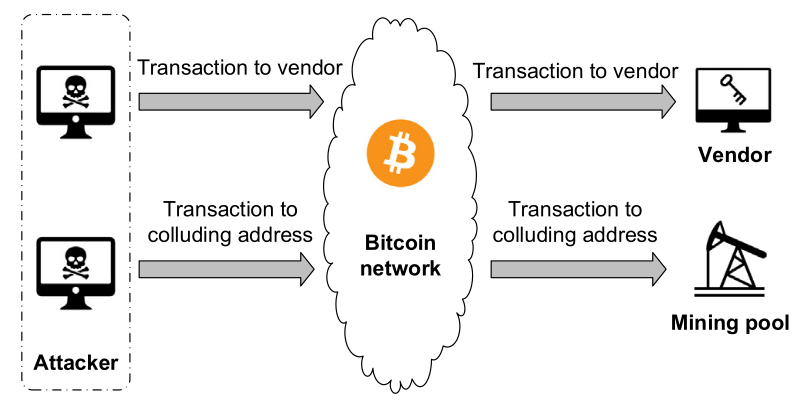 Transaction to vendor
Transaction to vendor
Vendor
Transaction to
colluding address
Transaction to
colluding address
Bitcoin
network
Mining pool
Attacker